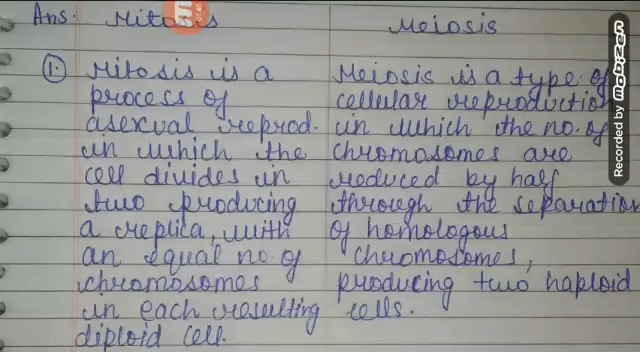 Ans. Mitosis
Meiosis
1. Mitosis is a
process of
asexual reprod.
in which the
cell divides in
two producing
a replica, with
an equal no. of
chromosomes
in each resulting
diploid cell.
Meiosis is a type of
cellular reproduction
in which the no. of
chromosomes are
reduced by half
through the separation
of homologous
chromosomes,
producing two haploid
cells.
Recorded by MOBIZEN